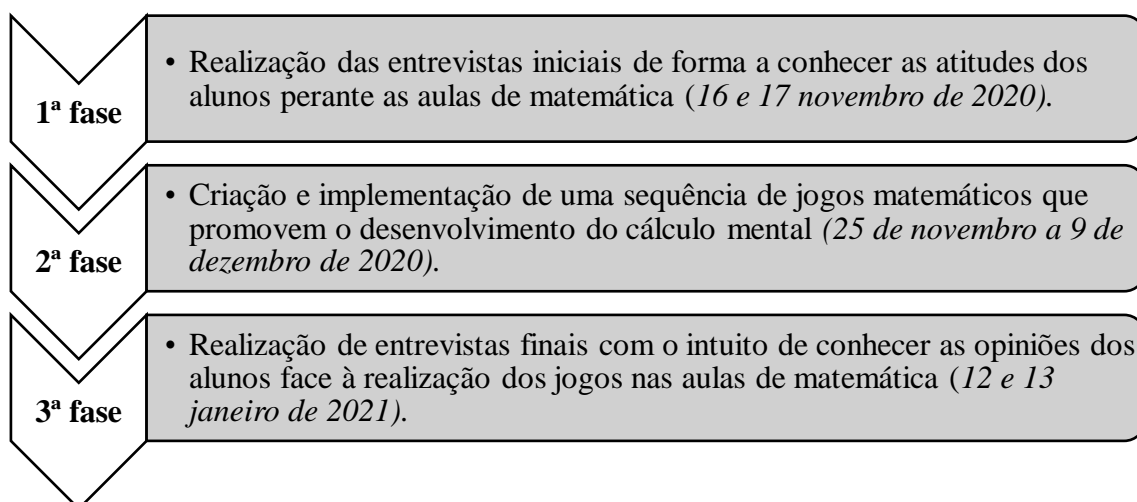 1ª fase
• Realização das entrevistas iniciais de forma a conhecer as atitudes dos
alunos perante as aulas de matemática (16 e 17 novembro de 2020).
2ª fase
• Criação e implementação de uma sequência de jogos matemáticos que
promovem o desenvolvimento do cálculo mental (25 de novembro a 9 de
dezembro de 2020).
3ª fase
• Realização de entrevistas finais com o intuito de conhecer as opiniões dos
alunos face à realização dos jogos nas aulas de matemática (12 e 13
janeiro de 2021).